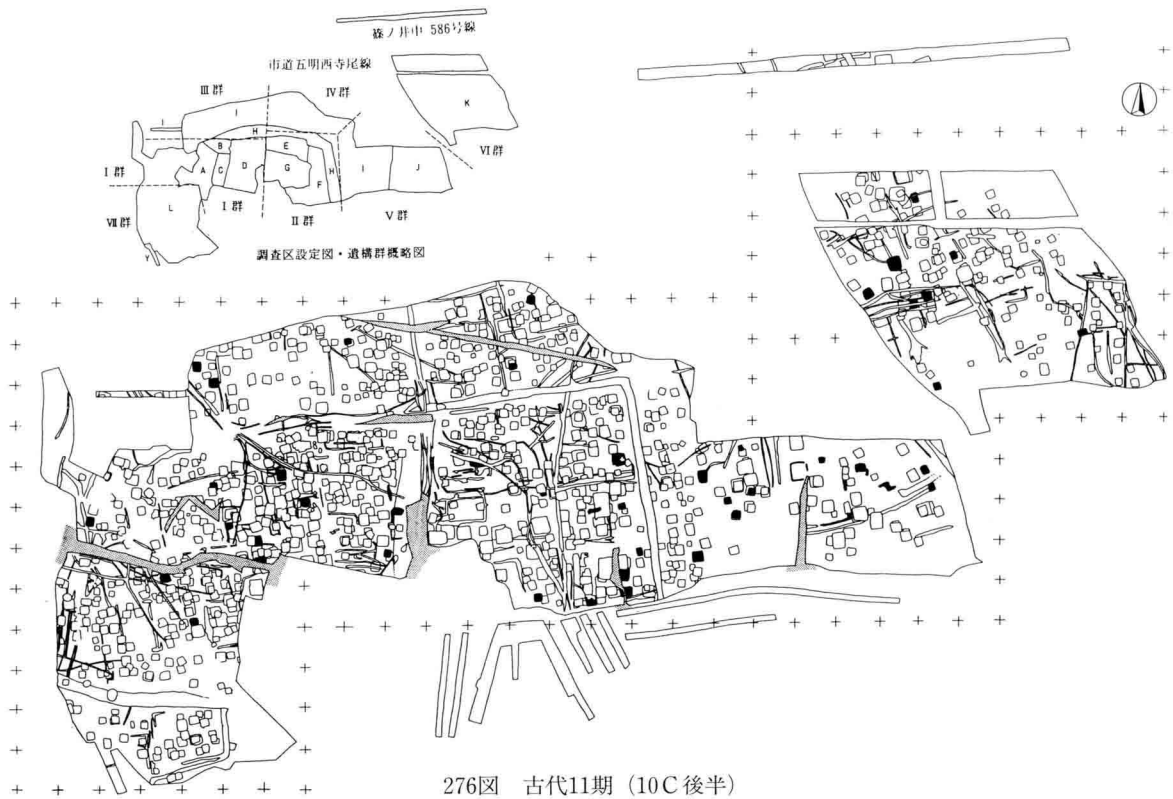 篠ノ井中 586号線
市道五明西寺尾線
III 群
IV 群
I
I
K
H
B
E
VI 群
I 群
A
C
D
G
H
I
J
F
L
I 群
VII 群
II 群
V 群
Y
調査区設定図・遺構群概略図
276図 古代11期（10C後半）